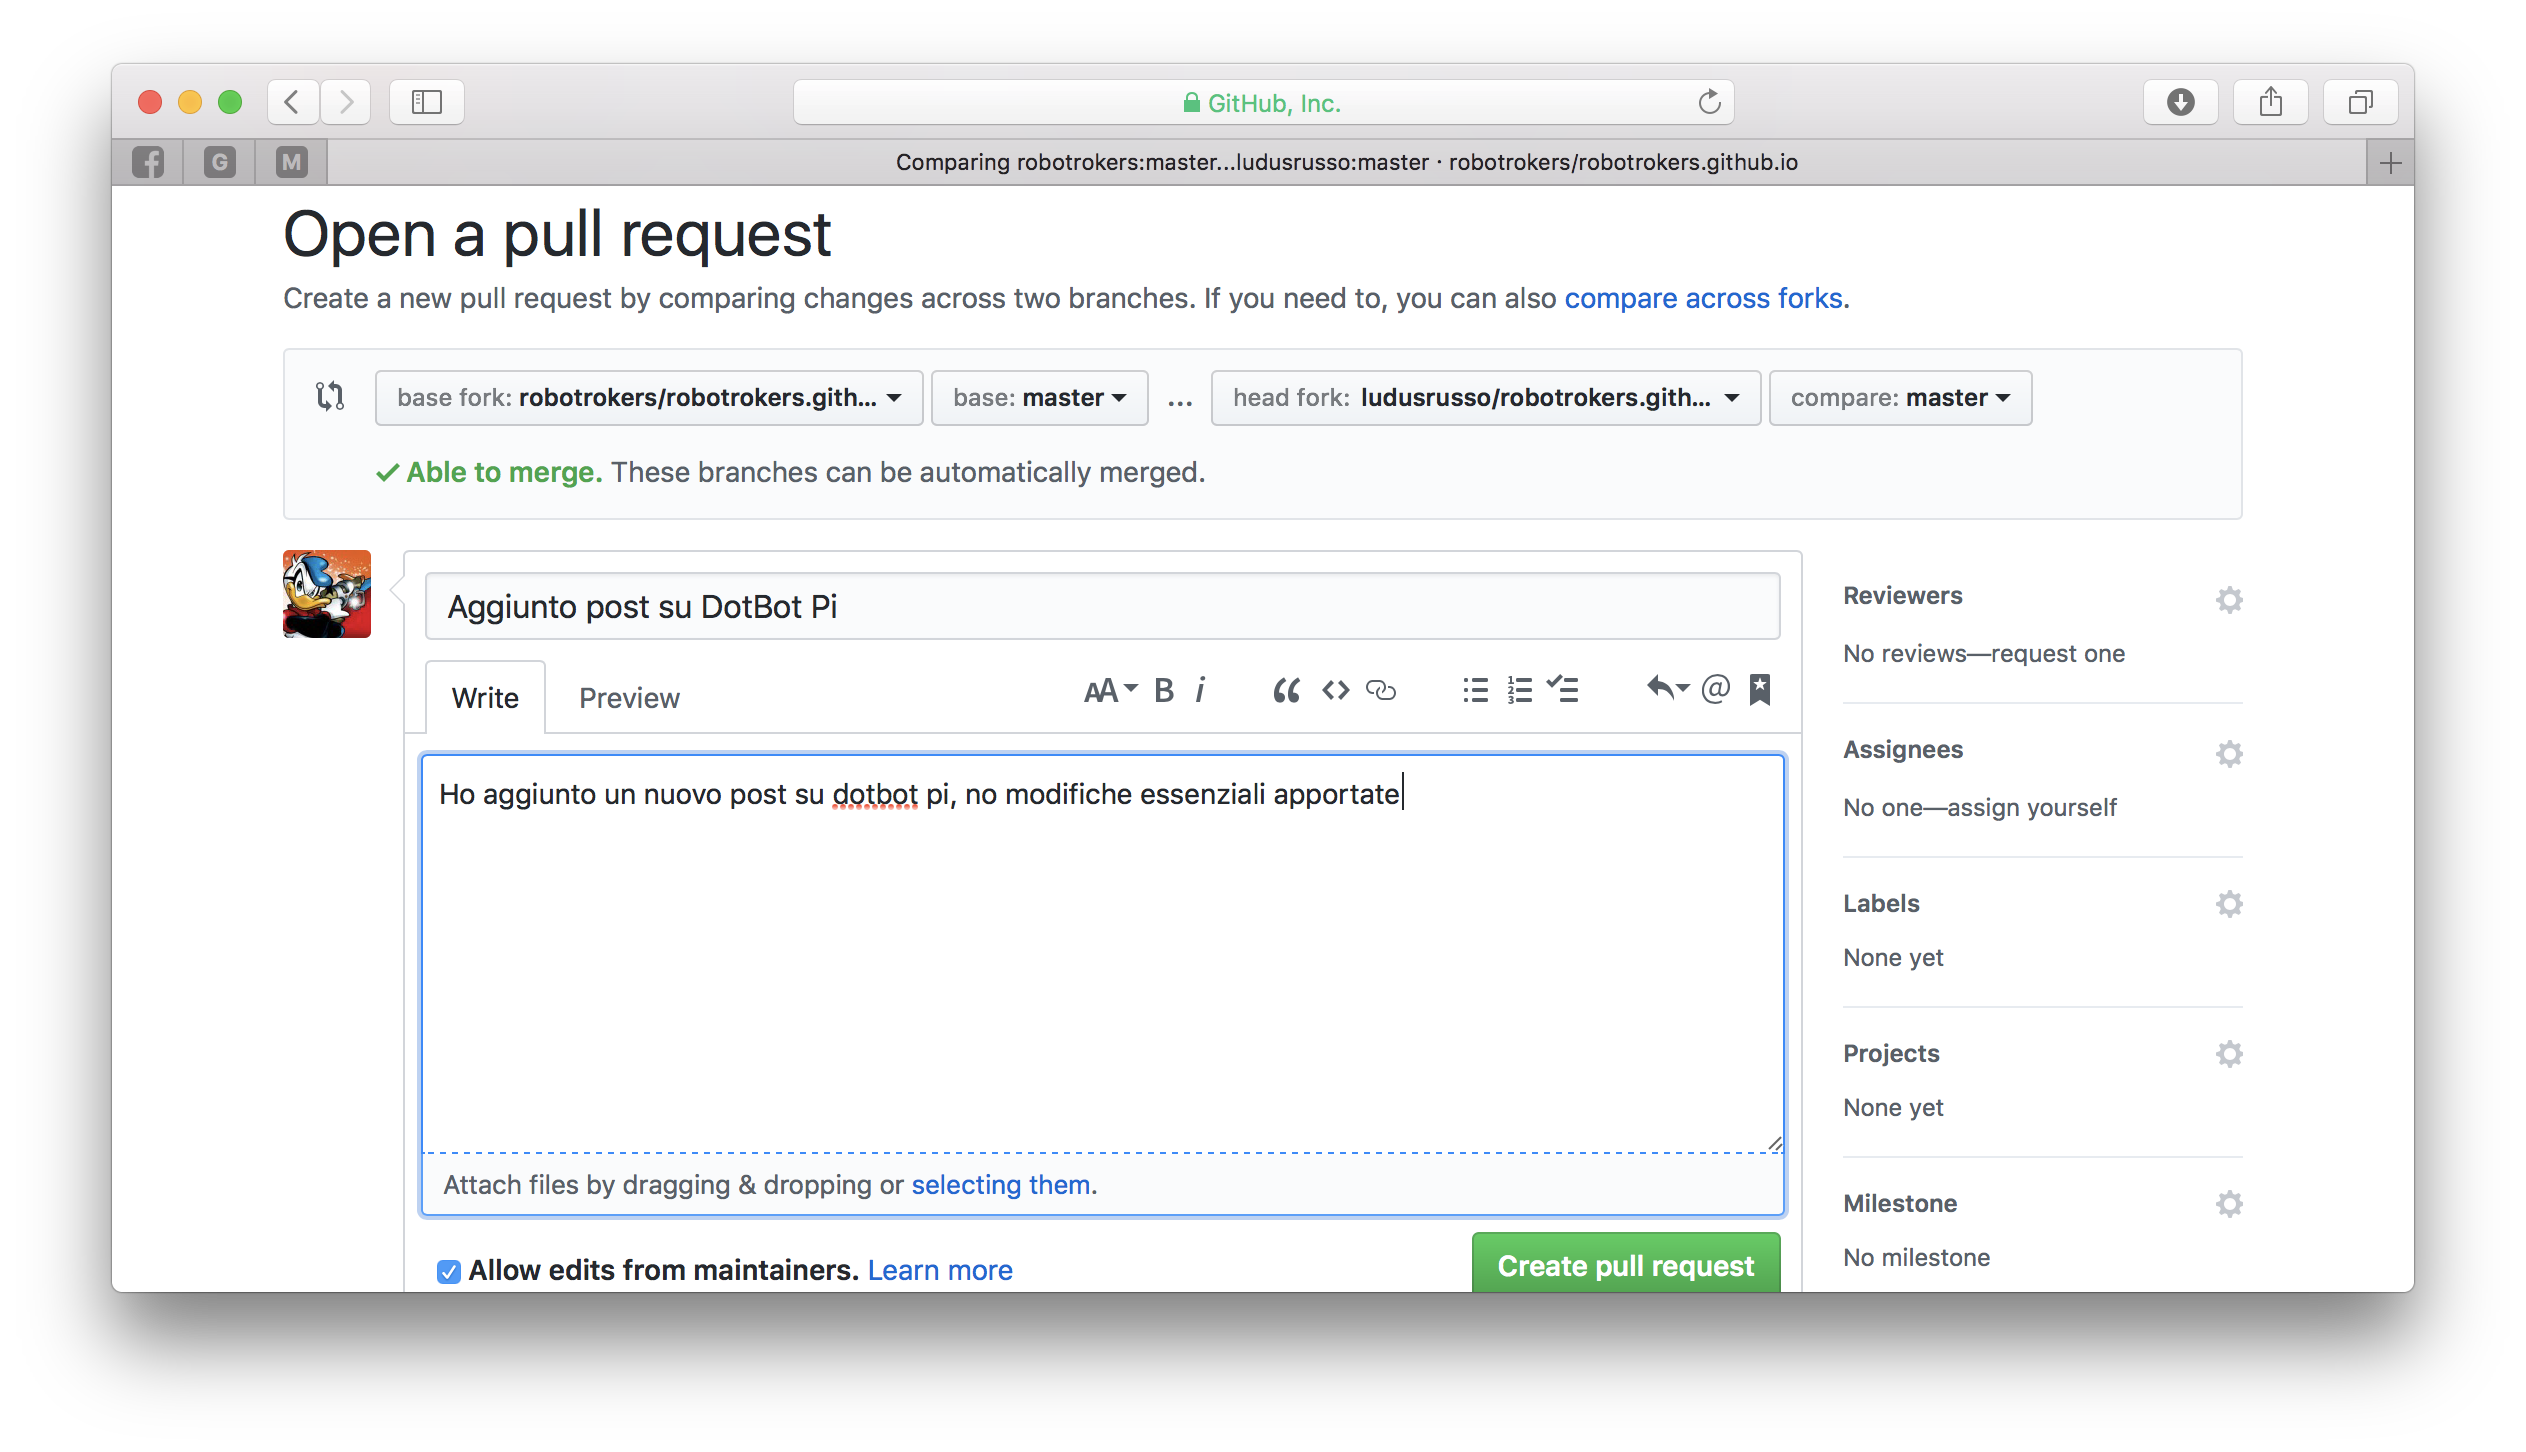 GitHub, Inc.
G
M
Comparing robotrokers:master...ludusrusso:master · robotrokers/robotrokers.github.io
Open a pull request
Create a new pull request by comparing changes across two branches. If you need to, you can also compare across forks.
base fork: robotrokers/robotrokers.gith... base: master ... head fork: ludusrusso/robotrokers.gith... compare: master
Able to merge. These branches can be automatically merged.
Aggiunto post su DotBot Pi
Write Preview AA B i
Ho aggiunto un nuovo post su dotbot pi, no modifiche essenziali apportate
Attach files by dragging & dropping or selecting them.
Allow edits from maintainers. Learn more
Create pull request
Reviewers
No reviews—request one
Assignees
No one—assign yourself
Labels
None yet
Projects
None yet
Milestone
No milestone